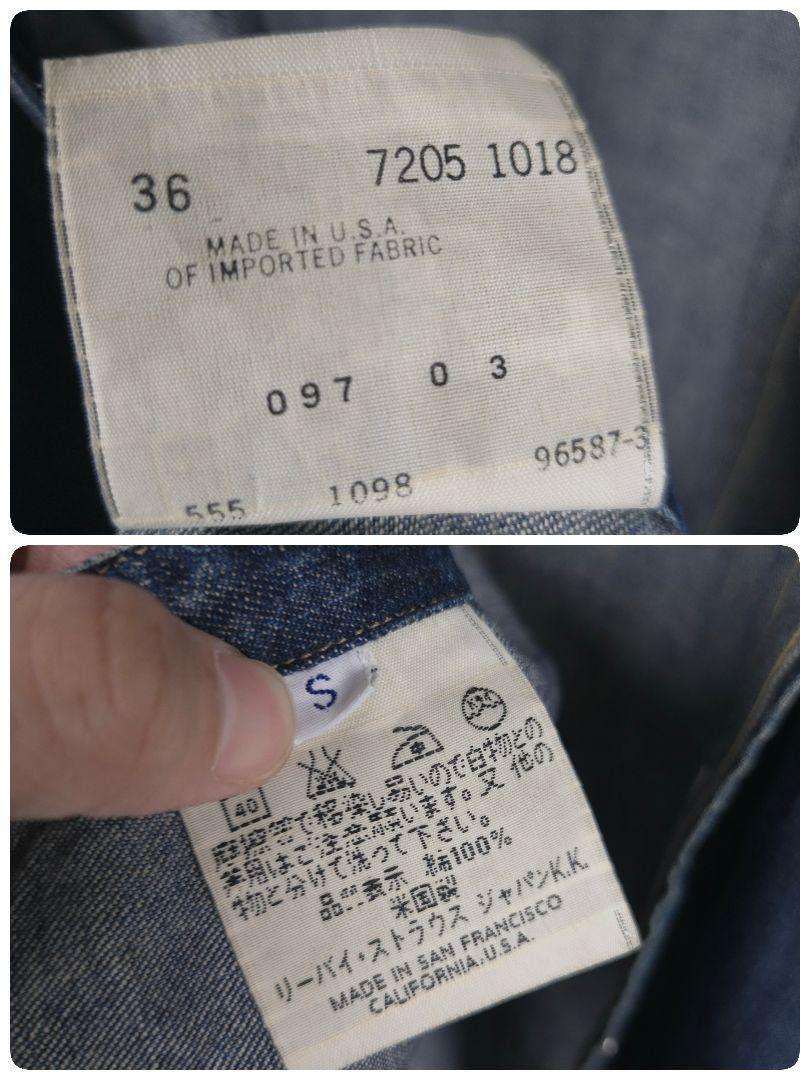 36 7205 1018
MADE IN U.S.A.
OF IMPORTED FABRIC
097 0 3
96587-3
555 1098
S
40
摩擦等で移染し易いので白物との
着用はご注意願います。又 他の
物と分けて洗って下さい。
品質表示 綿100%
米国製
リーバイ・ストラウス ジャパンK.K.
MADE IN SAN FRANCISCO
CALIFORNIA,U.S.A.